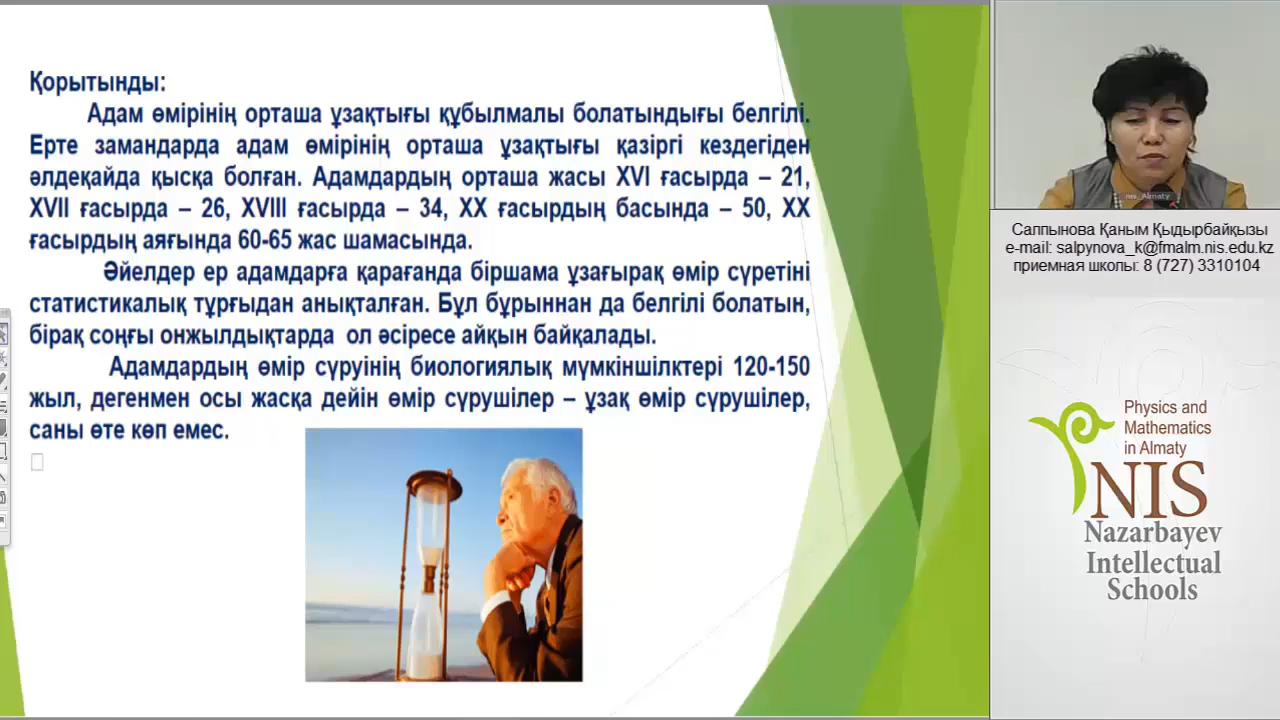 Қорытынды:
Адам өмірінің орташа ұзақтығы құбылмалы болатындығы белгілі.
Ерте замандарда адам өмірінің орташа ұзақтығы қазіргі кездегіден
әлдеқайда қысқа болған. Адамдардың орташа жасы XVI ғасырда – 21,
XVII ғасырда – 26, XVIII ғасырда – 34, XX ғасырдың басында – 50, XX
ғасырдың аяғында 60-65 жас шамасында.
Әйелдер ер адамдарға қарағанда біршама ұзағырақ өмір сүретіні
статистикалық тұрғыдан анықталған. Бұл бұрыннан да белгілі болатын,
бірақ соңғы онжылдықтарда ол әсіресе айқын байқалады.
Адамдардың өмір сүруінің биологиялық мүмкіншілктері 120-150
жыл, дегенмен осы жасқа дейін өмір сүрушілер – ұзақ өмір сүрушілер,
саны өте көп емес.
nis_Almaty
Салпынова Қаным Қыдырбайқызы
e-mail: salpynova_k@fmalm.nis.edu.kz
приемная школы: 8 (727) 3310104
Physics and
Mathematics
in Almaty
NIS
Nazarbayev
Intellectual
Schools